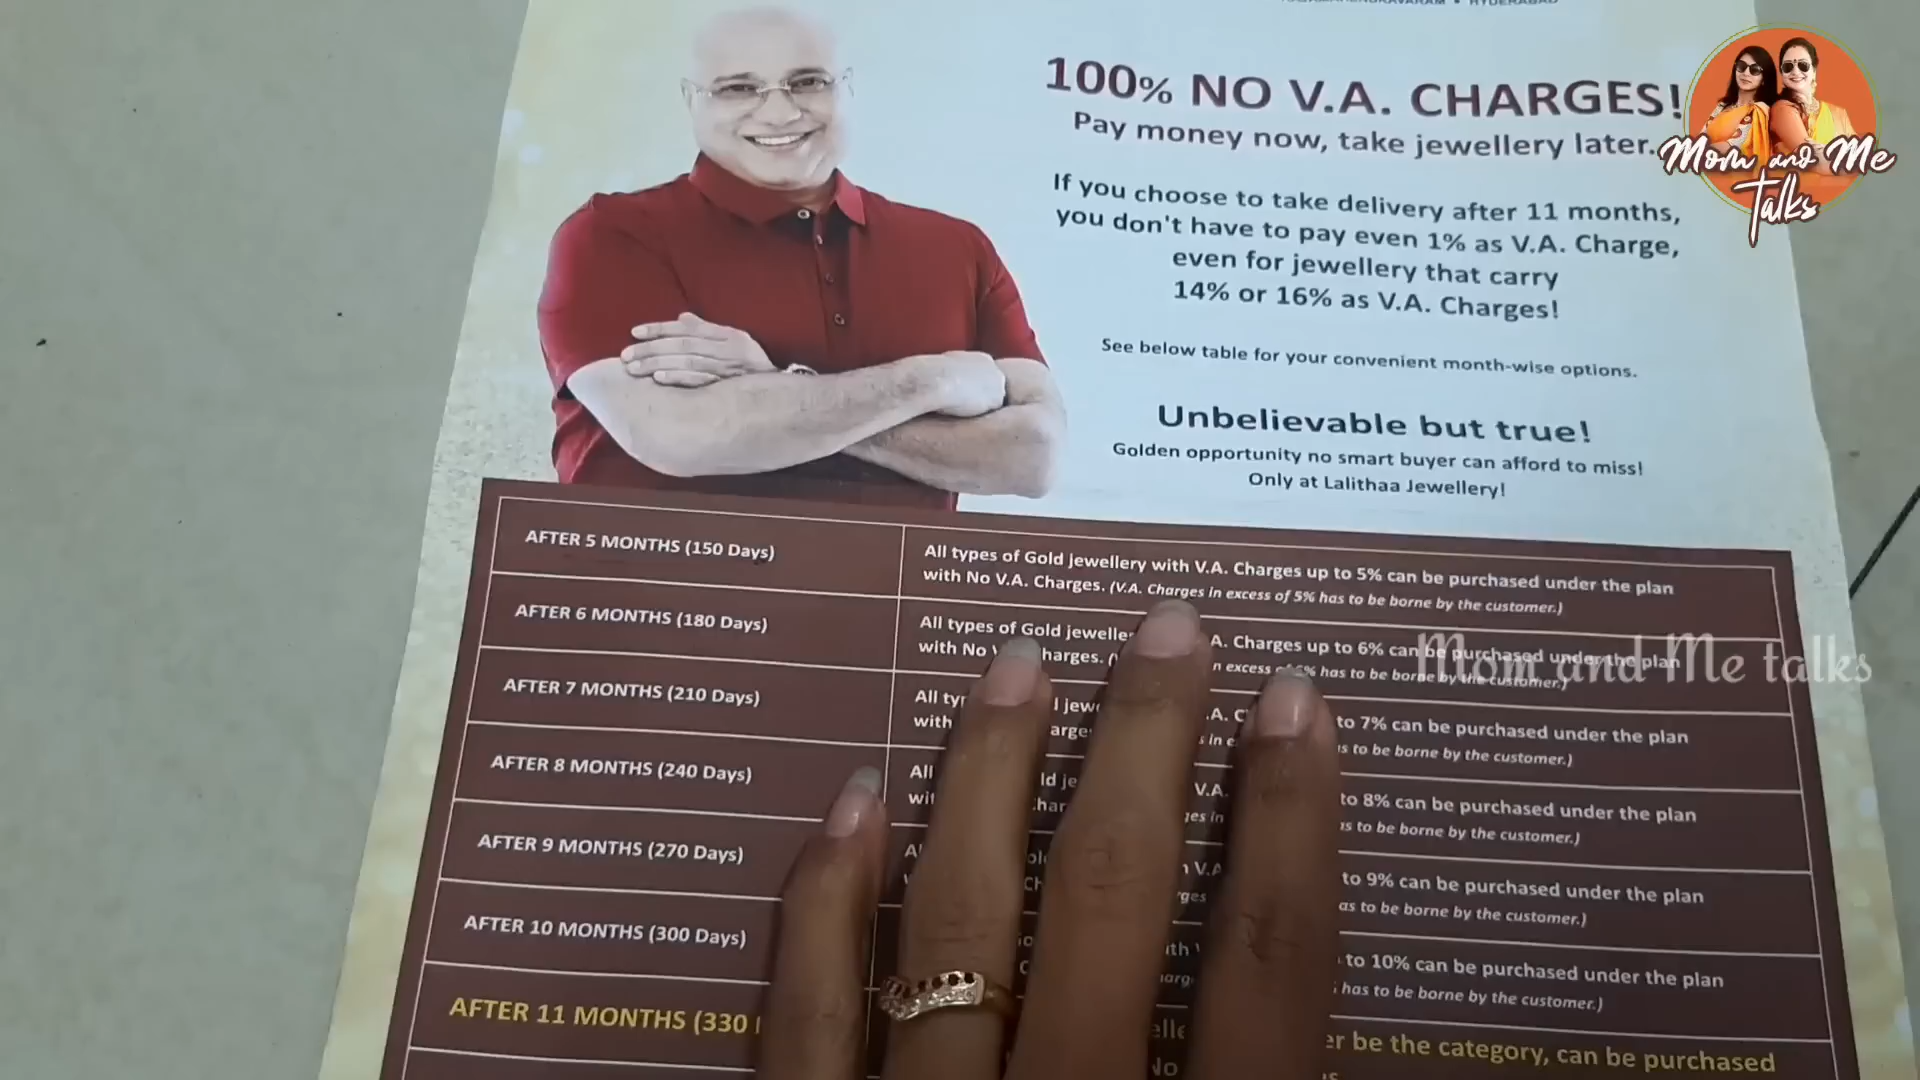 HYDERABAD
100% NO V.A. CHARGES!
Pay money now, take jewellery later.
If you choose to take delivery after 11 months,
you don't have to pay even 1% as V.A. Charge,
even for jewellery that carry
14% or 16% as V.A. Charges!
See below table for your convenient month-wise options.
Unbelievable but true!
Golden opportunity no smart buyer can afford to miss!
Only at Lalithaa Jewellery!
Mom and Me
Talks
AFTER 5 MONTHS (150 Days)
All types of Gold jewellery with V.A. Charges up to 5% can be purchased under the plan
with No V.A. Charges. (V.A. Charges in excess of 5% has to be borne by the customer.)
AFTER 6 MONTHS (180 Days)
All types of Gold A. Charges up to 6% can be purchased under the plan
with No harges. n excess 6% has to be borne by the customer.)
Mom and Me talks
AFTER 7 MONTHS (210 Days)
All to 7% can be purchased under the plan
with to be borne by the customer.)
AFTER 8 MONTHS (240 Days)
All V.A. to 8% can be purchased under the plan
to be borne by the customer.)
AFTER 9 MONTHS (270 Days)
to 9% can be purchased under the plan
to be borne by the customer.)
AFTER 10 MONTHS (300 Days)
to 10% can be purchased under the plan
has to be borne by the customer.)
AFTER 11 MONTHS (330
be the category, can be purchased
No